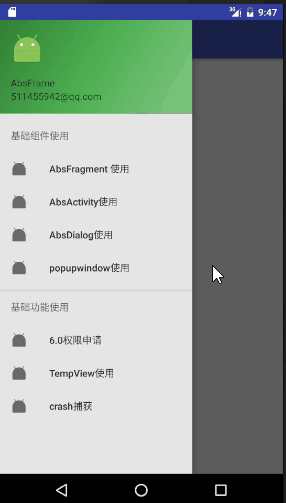 36
9:47
AbsFrame
511455942@qq.com
基础组件使用
AbsFragment 使用
AbsActivity使用
AbsDialog使用
popupwindow使用
基础功能使用
6.0权限申请
TempView使用
crash捕获